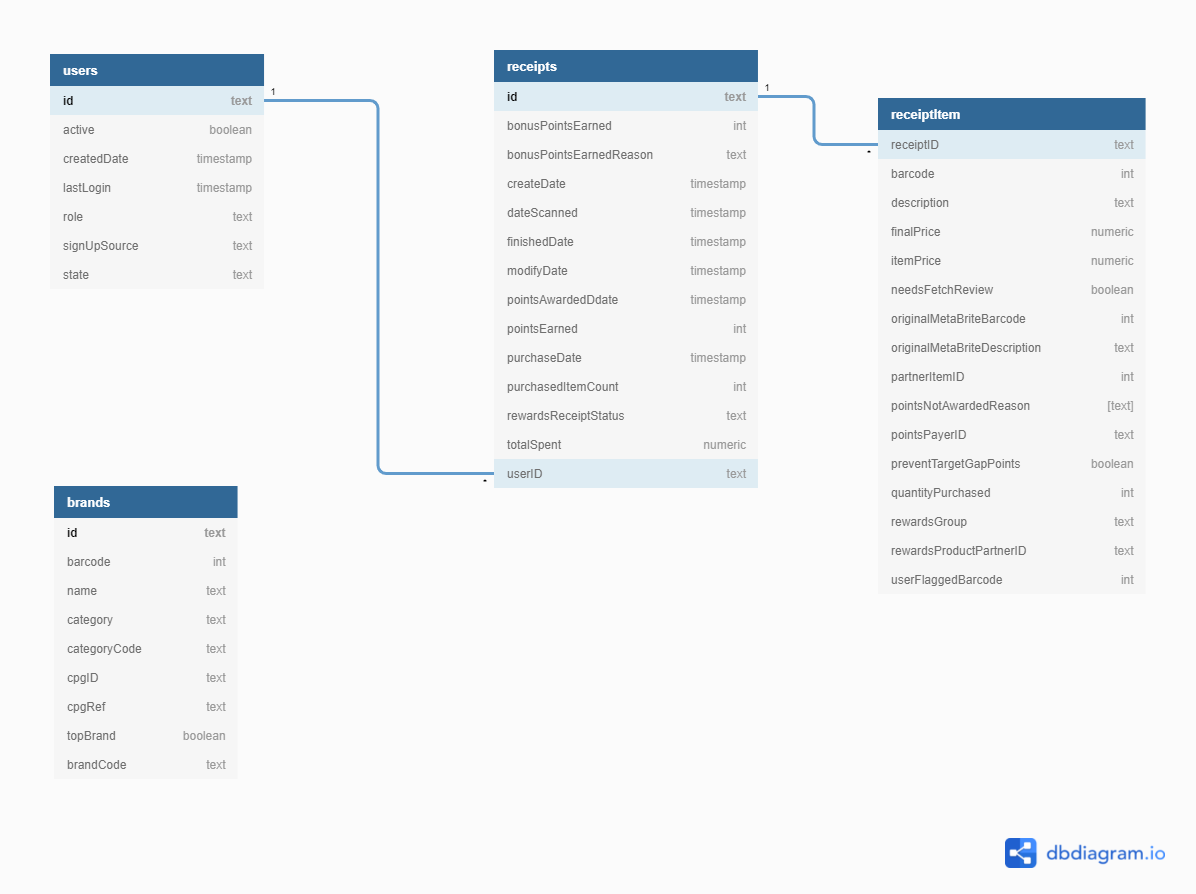 users
id text
active boolean
createdDate timestamp
lastLogin timestamp
role text
signUpSource text
state text
1
*
receipts
id text
bonusPointsEarned int
bonusPointsEarnedReason text
createDate timestamp
dateScanned timestamp
finishedDate timestamp
modifyDate timestamp
pointsAwardedDdate timestamp
pointsEarned int
purchaseDate timestamp
purchasedItemCount int
rewardsReceiptStatus text
totalSpent numeric
userID text
1
*
receiptItem
receiptID text
barcode int
description text
finalPrice numeric
itemPrice numeric
needsFetchReview boolean
originalMetaBriteBarcode int
originalMetaBriteDescription text
partnerItemID int
pointsNotAwardedReason [text]
pointsPayerID text
preventTargetGapPoints boolean
quantityPurchased int
rewardsGroup text
rewardsProductPartnerID text
userFlaggedBarcode int
brands
id text
barcode int
name text
category text
categoryCode text
cpgID text
cpgRef text
topBrand boolean
brandCode text
dbdiagram.io